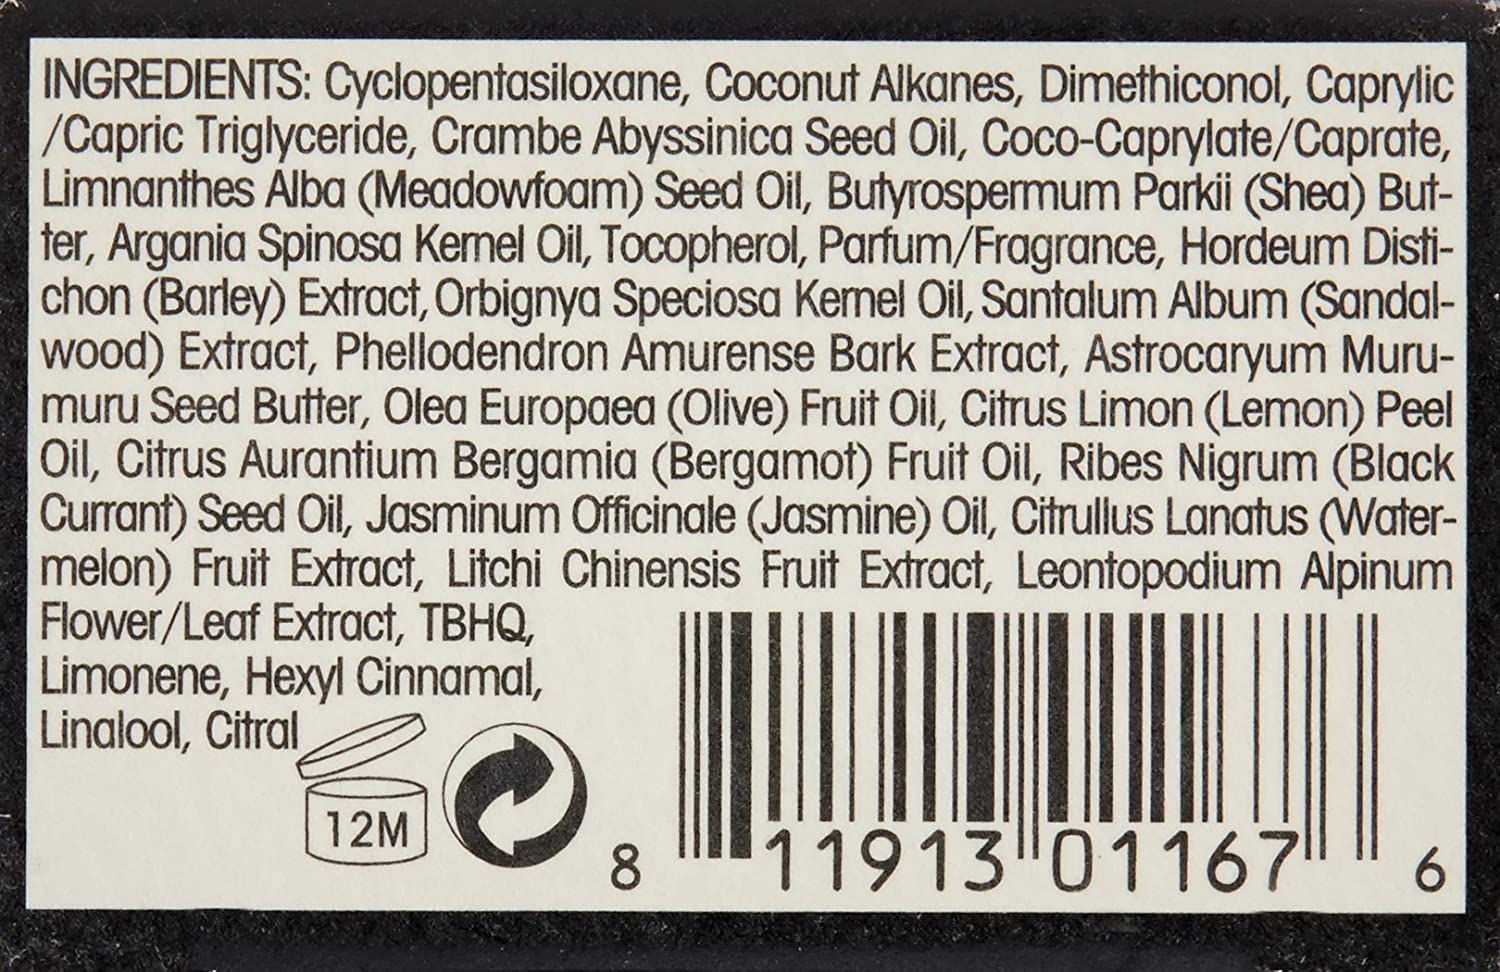 INGREDIENTS: Cyclopentasiloxane, Coconut Alkanes, Dimethiconol, Caprylic
/Capric Triglyceride, Crambe Abyssinica Seed Oil, Coco-Caprylate/Caprate,
Limnanthes Alba (Meadowfoam) Seed Oil, Butyrospermum Parkii (Shea) But-
ter, Argania Spinosa Kernel Oil, Tocopherol, Parfum/Fragrance, Hordeum Disti-
chon (Barley) Extract, Orbignya Speciosa Kernel Oil, Santalum Album (Sandal-
wood) Extract, Phellodendron Amurense Bark Extract, Astrocaryum Muru-
muru Seed Butter, Olea Europaea (Olive) Fruit Oil, Citrus Limon (Lemon) Peel
Oil, Citrus Aurantium Bergamia (Bergamot) Fruit Oil, Ribes Nigrum (Black
Currant) Seed Oil, Jasminum Officinale (Jasmine) Oil, Citrullus Lanatus (Water-
melon) Fruit Extract, Litchi Chinensis Fruit Extract, Leontopodium Alpinum
Flower/Leaf Extract, TBHQ,
Limonene, Hexyl Cinnamal,
Linalool, Citral
12M
8 11913 01167 6